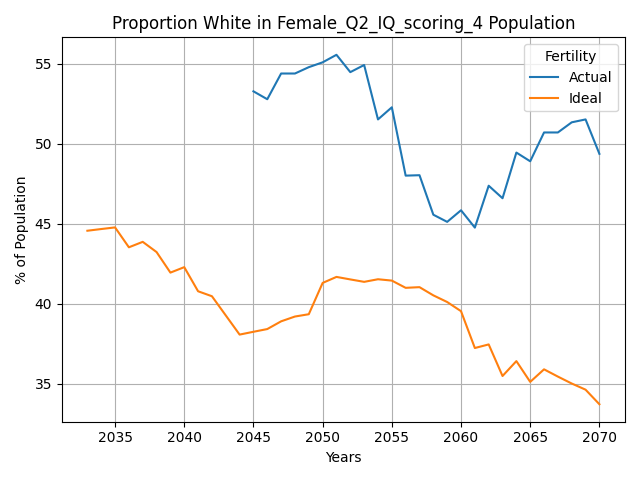 Proportion White in Female_Q2_IQ_scoring_4 Population
Fertility
Actual
Ideal
55
50
45
40
35
% of Population
2035 2040 2045 2050 2055 2060 2065 2070
Years